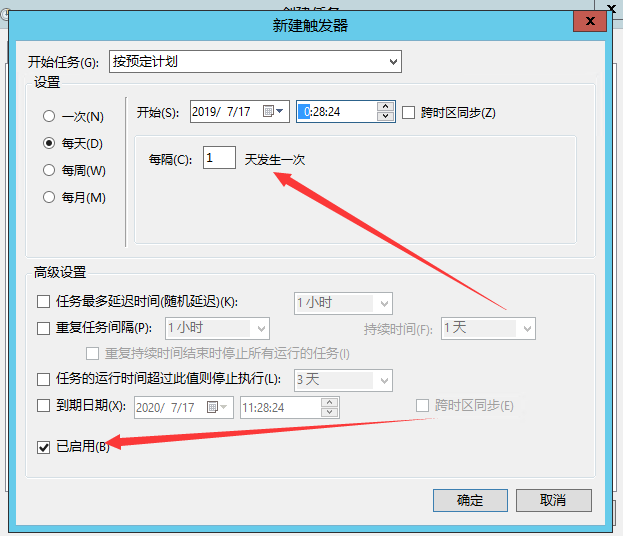 新建触发器
x
x
开始任务(G): 按预定计划
设置
一次(N)
每天(D)
每周(W)
每月(M)
开始(S): 2019/ 7/17 0:28:24 跨时区同步(Z)
每隔(C): 1 天发生一次
高级设置
任务最多延迟时间(随机延迟)(K): 1 小时
重复任务间隔(P): 1 小时 持续时间(F): 1 天
重复持续时间结束时停止所有运行的任务(I)
任务的运行时间超过此值则停止执行(L): 3 天
到期日期(X): 2020/ 7/17 11:28:24 跨时区同步(E)
已启用(B)
确定 取消